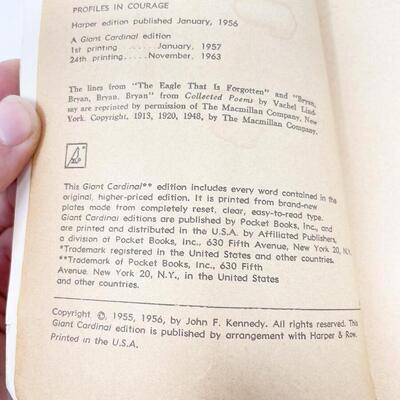 PROFILES IN COURAGE
Harper edition published January, 1956
A Giant Cardinal edition
1st printing ....... January, 1957
24th printing .. November, 1963
The lines from "The Eagle That Is Forgotten" and "Bryan,
Bryan, Bryan, Bryan" from Collected Poems by Vachel Lind-
say are reprinted by permission of The Macmillan Company, New
York. Copyright, 1913, 1920, 1948, by The Macmillan Company.
This Giant Cardinal** edition includes every word contained in the
original, higher-priced edition. It is printed from brand-new
plates made from completely reset, clear, easy-to-read type.
Giant Cardinal editions are published by Pocket Books, Inc., and
are printed and distributed in the U.S.A. by Affiliated Publishers,
a division of Pocket Books, Inc., 630 Fifth Avenue, New York 20, N.Y.
*Trademark registered in the United States and other countries.
**Trademark of Pocket Books, Inc., 630 Fifth
Avenue, New York 20, N.Y., in the United States
and other countries.
Copyright, ©, 1955, 1956, by John F. Kennedy. All rights reserved. This
Giant Cardinal edition is published by arrangement with Harper & Row.
Printed in the U.S.A.